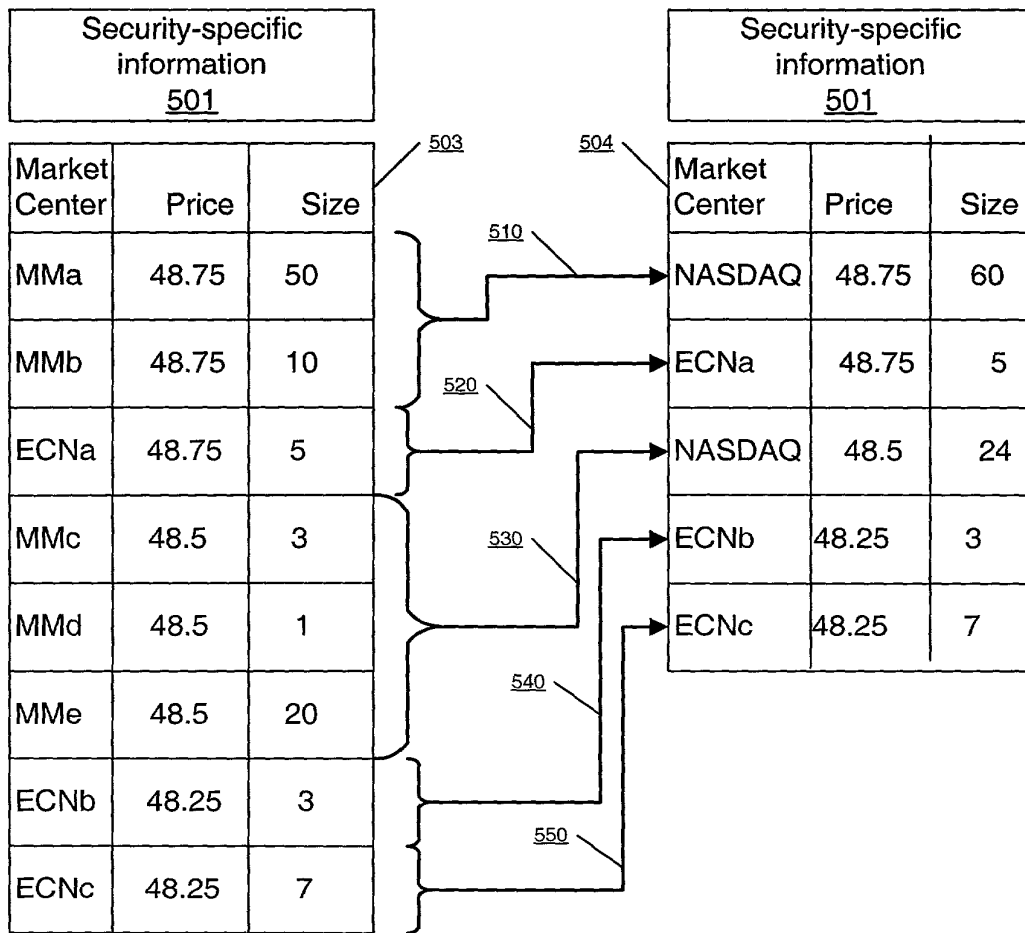 Security-specific
information
501
Security-specific
information
501
503
504
Market
Center Price Size
MMa 48.75 50
MMb 48.75 10
ECNa 48.75 5
MMc 48.5 3
MMd 48.5 1
MMe 48.5 20
ECNb 48.25 3
ECNc 48.25 7
510
520
530
540
550
Market
Center Price Size
NASDAQ 48.75 60
ECNa 48.75 5
NASDAQ 48.5 24
ECNb 48.25 3
ECNc 48.25 7